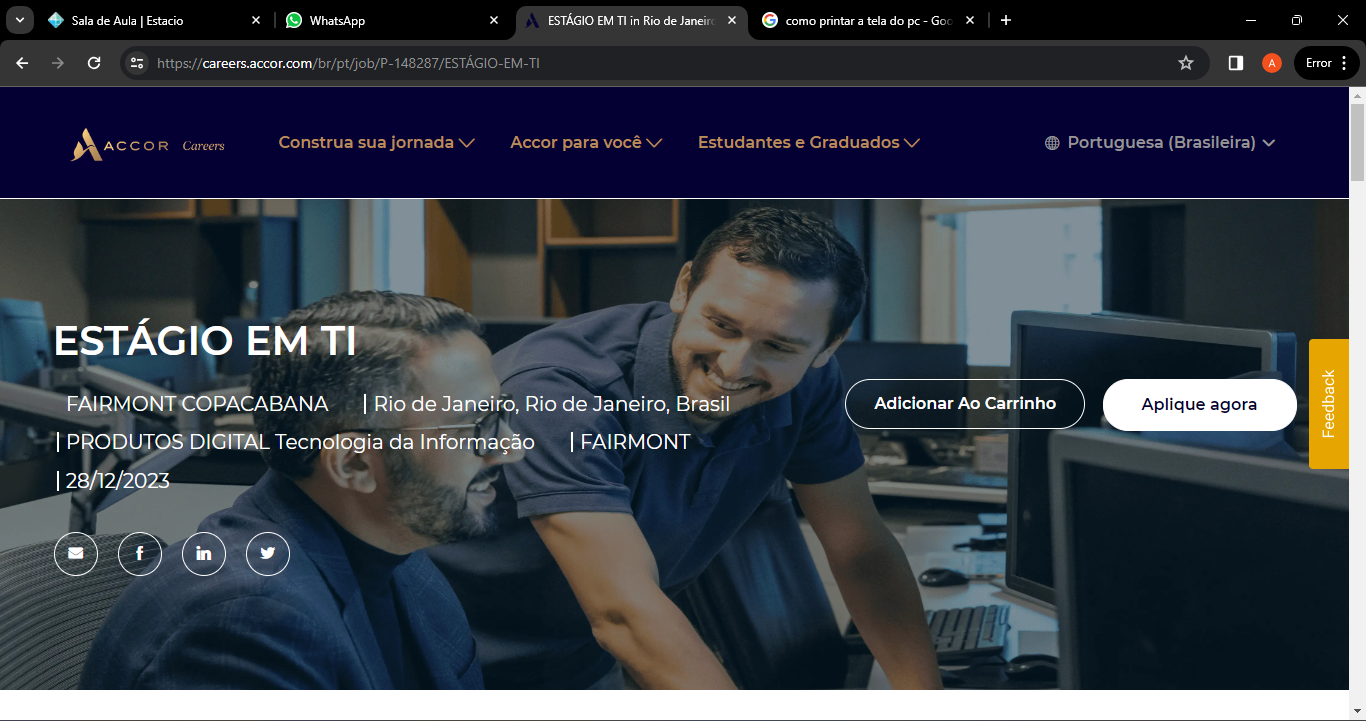 Sala de Aula | Estacio
WhatsApp
ESTÁGIO EM TI in Rio de Janeiro
como printar a tela do pc - Goo
https://careers.accor.com/br/pt/job/P-148287/ESTÁGIO-EM-TI
A
Error
ACCOR Careers
Construa sua jornada
Accor para você
Estudantes e Graduados
Portuguesa (Brasileira)
ESTÁGIO EM TI
FAIRMONT COPACABANA | Rio de Janeiro, Rio de Janeiro, Brasil
| PRODUTOS DIGITAL Tecnologia da Informação | FAIRMONT
| 28/12/2023
Adicionar Ao Carrinho
Aplique agora
Feedback